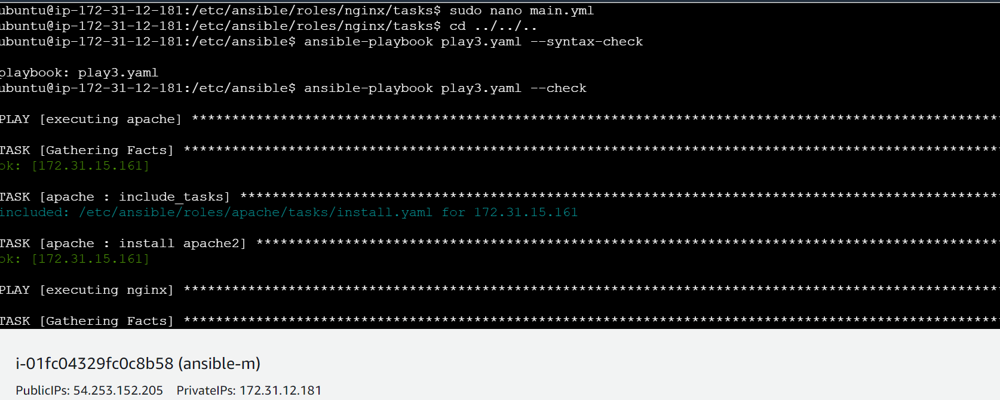 ubuntu@ip-172-31-12-181:/etc/ansible/roles/nginx/tasks$ sudo nano main.yml
ubuntu@ip-172-31-12-181:/etc/ansible/roles/nginx/tasks$ cd ../../..
ubuntu@ip-172-31-12-181:/etc/ansible$ ansible-playbook play3.yaml --syntax-check
playbook: play3.yaml
ubuntu@ip-172-31-12-181:/etc/ansible$ ansible-playbook play3.yaml --check
PLAY [executing apache] ****************************************************************************************************
TASK [Gathering Facts] *****************************************************************************************************
ok: [172.31.15.161]
TASK [apache : include_tasks] **********************************************************************************************
included: /etc/ansible/roles/apache/tasks/install.yaml for 172.31.15.161
TASK [apache : install apache2] ********************************************************************************************
ok: [172.31.15.161]
PLAY [executing nginx] *****************************************************************************************************
TASK [Gathering Facts] *****************************************************************************************************
i-01fc04329fc0c8b58 (ansible-m)
PublicIPs: 54.253.152.205 PrivateIPs: 172.31.12.181